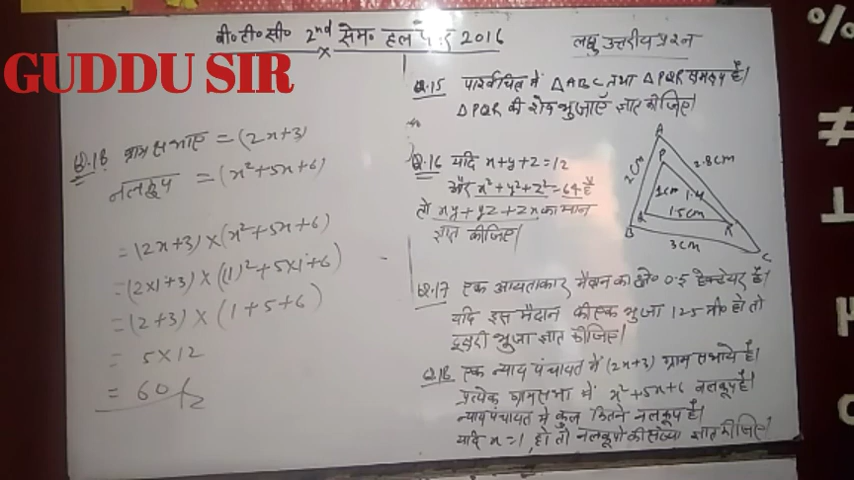 बी० टी० सी० 2nd सेम० हल पेपर 2016
लघु उत्तरीय प्रश्न
GUDDU SIR
Q.18 ग्राम सभाएं = (2x+3)
नलकूप = (x²+5x+6)
= (2x+3) × (x²+5x+6)
= (2×1+3) × ((1)²+5×1+6)
= (2+3) × (1+5+6)
= 5×12
= 60
Q.15 पार्श्वचित्र में △ABC तथा △PQR समरूप हैं।
△PQR की शेष भुजाएँ ज्ञात कीजिए।
Q.16 यदि x+y+z=12
और x²+y²+z²=64 है
तो xy+yz+zx का मान
ज्ञात कीजिए।
A
P
2cm
2.8cm
1cm
1.4
1.5cm
Q
R
B
3cm
C
Q.17 एक आयताकार मैदान का क्षे० 0.5 हेक्टेयर है।
यदि इस मैदान की एक भुजा 125 मी० हो तो
दूसरी भुजा ज्ञात कीजिए।
Q.18 एक न्याय पंचायत में (2x+3) ग्राम सभायें हैं।
प्रत्येक ग्रामसभा में x²+5x+6 नलकूप हैं।
न्याय पंचायत में कुल कितने नलकूप हैं।
यदि x=1, हो तो नलकूपों की संख्या ज्ञात कीजिए।
%
≠
⊥